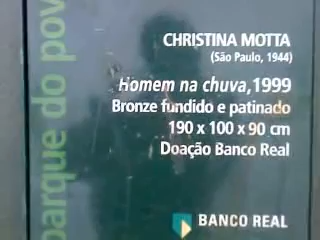 parque do pov
CHRISTINA MOTTA
(São Paulo, 1944)
Homem na chuva, 1999
Bronze fundido e patinado
190 x 100 x 90 cm
Doação Banco Real
BANCO REAL